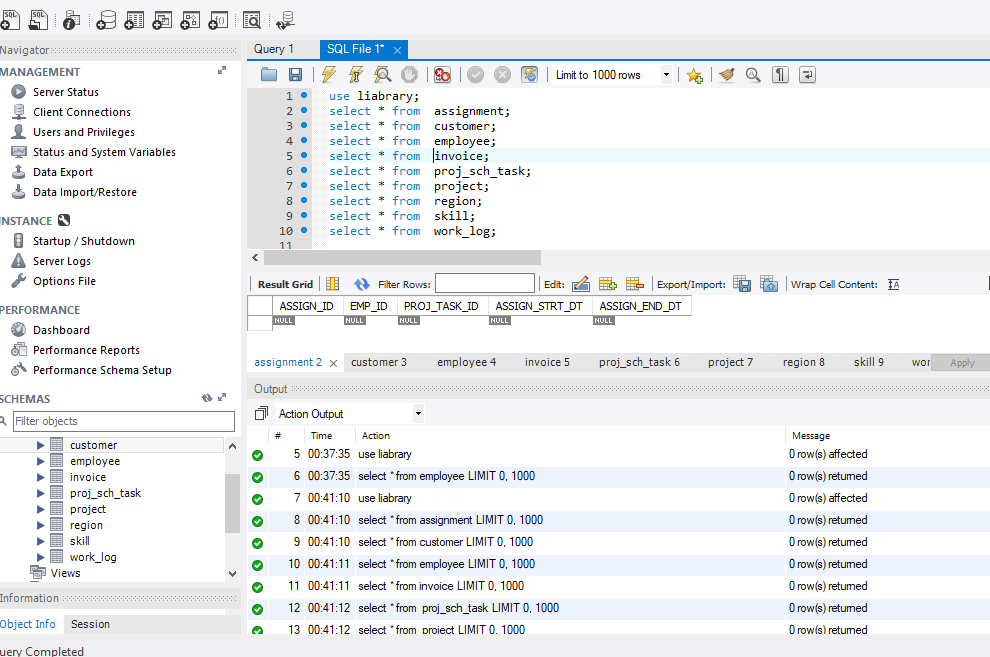 Navigator
MANAGEMENT
Server Status
Client Connections
Users and Privileges
Status and System Variables
Data Export
Data Import/Restore
INSTANCE
Startup / Shutdown
Server Logs
Options File
PERFORMANCE
Dashboard
Performance Reports
Performance Schema Setup
SCHEMAS
Filter objects
customer
employee
invoice
proj_sch_task
project
region
skill
work_log
Views
Information
Object Info Session
uery Completed
Query 1 SQL File 1*
Limit to 1000 rows
1 use liabrary;
2 select * from assignment;
3 select * from customer;
4 select * from employee;
5 select * from invoice;
6 select * from proj_sch_task;
7 select * from project;
8 select * from region;
9 select * from skill;
10 select * from work_log;
11
Result Grid Filter Rows: Edit: Export/Import: Wrap Cell Content:
ASSIGN_ID EMP_ID PROJ_TASK_ID ASSIGN_STRT_DT ASSIGN_END_DT
NULL NULL NULL NULL NULL
assignment 2 customer 3 employee 4 invoice 5 proj_sch_task 6 project 7 region 8 skill 9 wor Apply
Output
Action Output
# Time Action Message
5 00:37:35 use liabrary 0 row(s) affected
6 00:37:35 select * from employee LIMIT 0, 1000 0 row(s) returned
7 00:41:10 use liabrary 0 row(s) affected
8 00:41:10 select * from assignment LIMIT 0, 1000 0 row(s) returned
9 00:41:10 select * from customer LIMIT 0, 1000 0 row(s) returned
10 00:41:11 select * from employee LIMIT 0, 1000 0 row(s) returned
11 00:41:11 select * from invoice LIMIT 0, 1000 0 row(s) returned
12 00:41:12 select * from proj_sch_task LIMIT 0, 1000 0 row(s) returned
13 00:41:12 select * from project LIMIT 0, 1000 0 row(s) returned